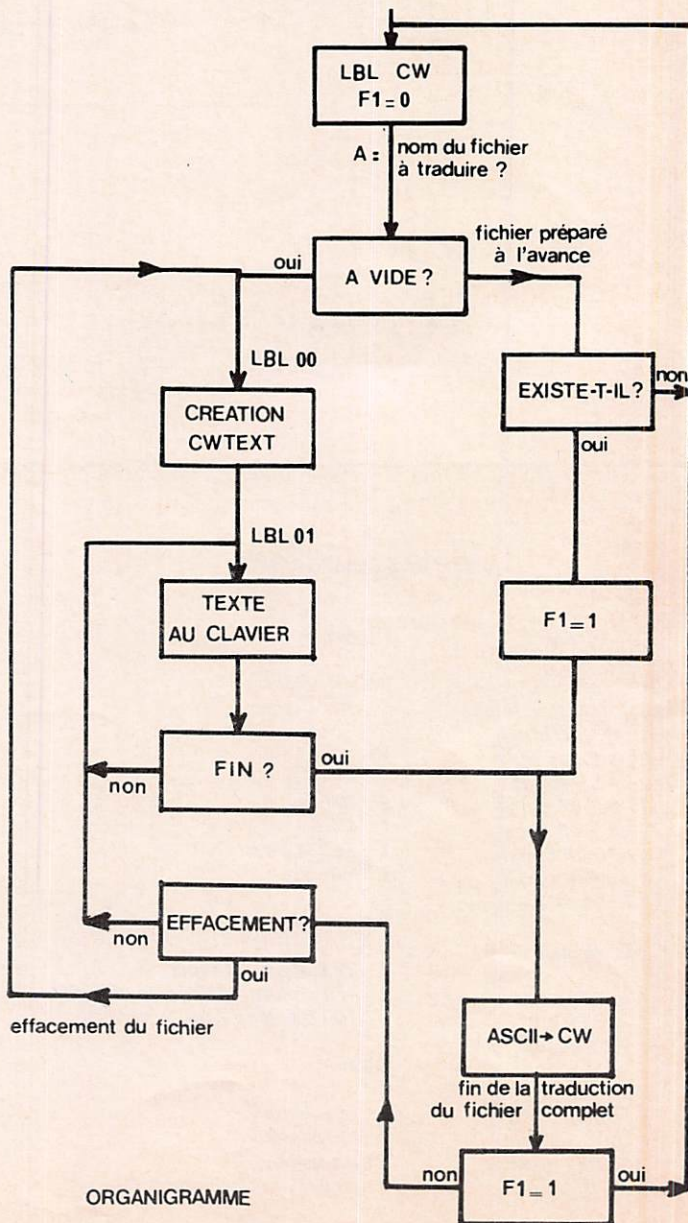 LBL CW
F1=0
A: nom du fichier
à traduire ?
oui
A VIDE ?
fichier préparé
à l'avance
LBL 00
CREATION
CWTEXT
EXISTE-T-IL?
non
oui
LBL 01
TEXTE
AU CLAVIER
F1=1
FIN ?
oui
non
EFFACEMENT?
non
oui
effacement du fichier
ASCII→CW
fin de la traduction
du fichier complet
non
F1=1
oui
ORGANIGRAMME